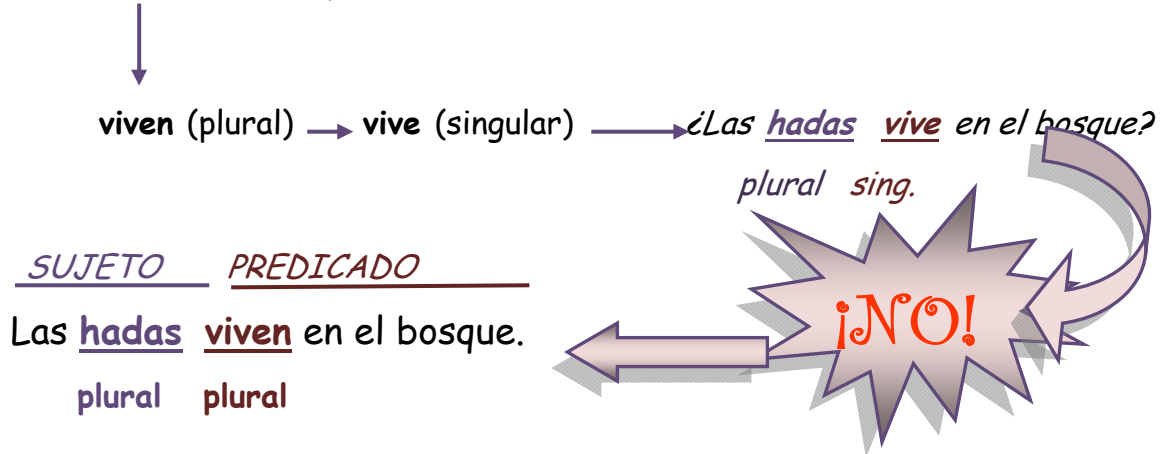 viven (plural) vive (singular) ¿Las hadas vive en el bosque?
plural sing.
SUJETO PREDICADO
¡NO!
Las hadas viven en el bosque.
plural plural